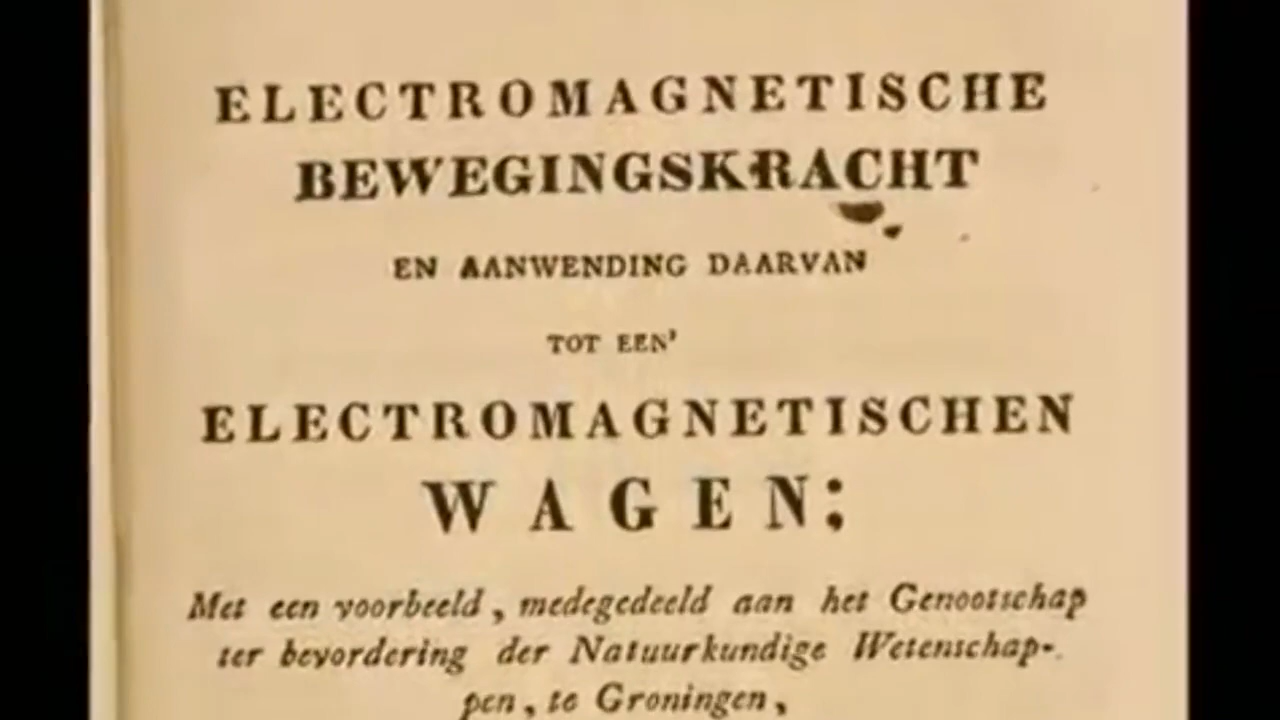 ELECTROMAGNETISCHE
BEWEGINGSKRACHT
EN AANWENDING DAARVAN
TOT EEN’
ELECTROMAGNETISCHEN
WAGEN:
Met een voorbeeld, medegedeeld aan het Genootschap
ter bevordering der Natuurkundige Wetenschap-
pen, te Groningen,